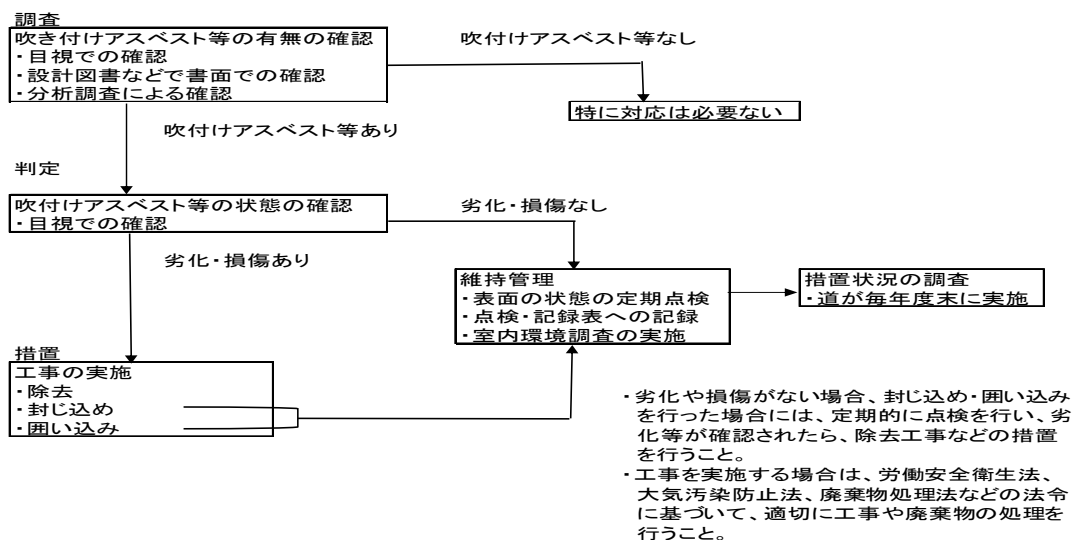 調査
吹き付けアスベスト等の有無の確認
・目視での確認
・設計図書などで書面での確認
・分析調査による確認
吹付けアスベスト等なし
特に対応は必要ない
吹付けアスベスト等あり
判定
吹付けアスベスト等の状態の確認
・目視での確認
劣化・損傷なし
劣化・損傷あり
維持管理
・表面の状態の定期点検
・点検・記録表への記録
・室内環境調査の実施
措置状況の調査
・道が毎年度末に実施
措置
工事の実施
・除去
・封じ込め
・囲い込み
・劣化や損傷がない場合、封じ込め・囲い込み
を行った場合には、定期的に点検を行い、劣
化等が確認されたら、除去工事などの措置
を行うこと。
・工事を実施する場合は、労働安全衛生法、
大気汚染防止法、廃棄物処理法などの法令
に基づいて、適切に工事や廃棄物の処理を
行うこと。